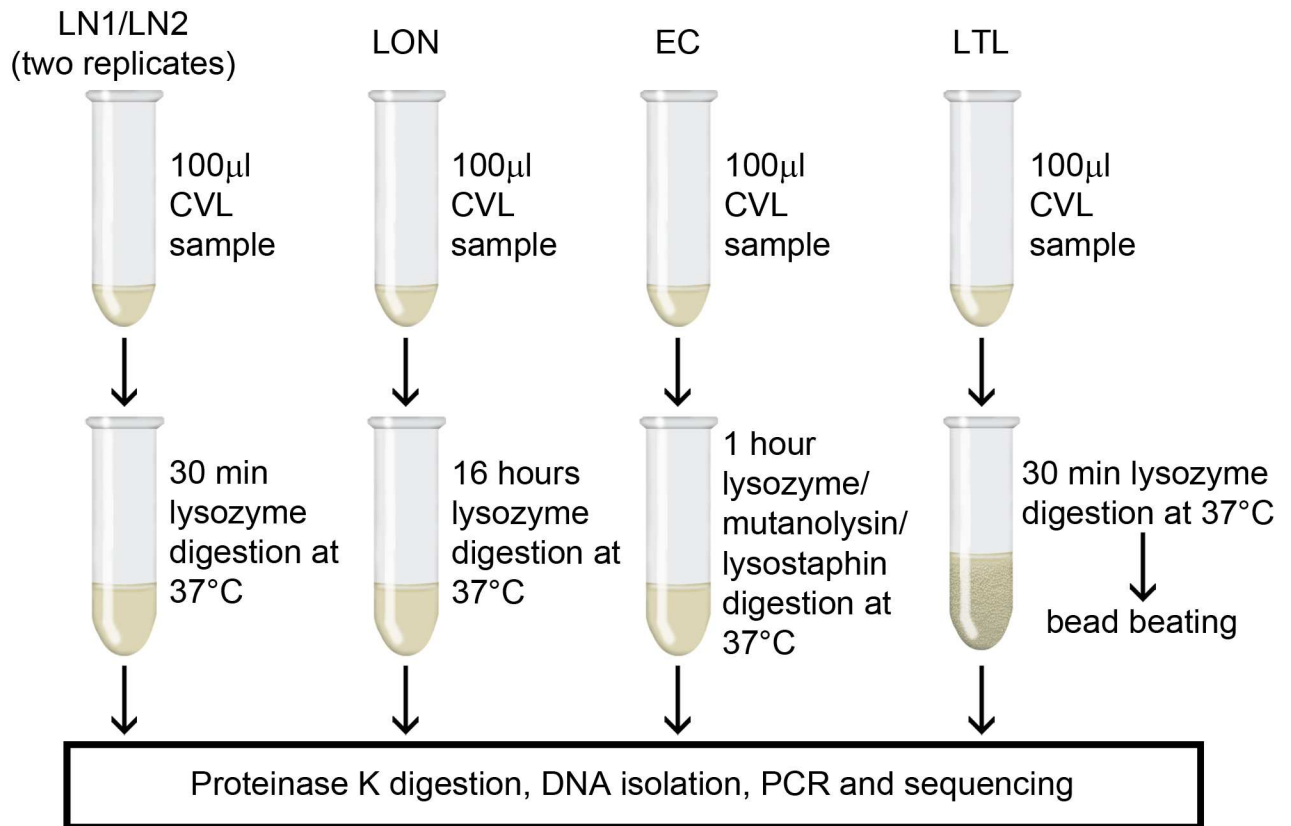 LN1/LN2
(two replicates)
LON
EC
LTL
100μl
CVL
sample
100μl
CVL
sample
100μl
CVL
sample
100μl
CVL
sample
30 min
lysozyme
digestion at
37°C
16 hours
lysozyme
digestion at
37°C
1 hour
lysozyme/
mutanolysin/
lysostaphin
digestion at
37°C
30 min lysozyme
digestion at 37°C
bead beating
Proteinase K digestion, DNA isolation, PCR and sequencing